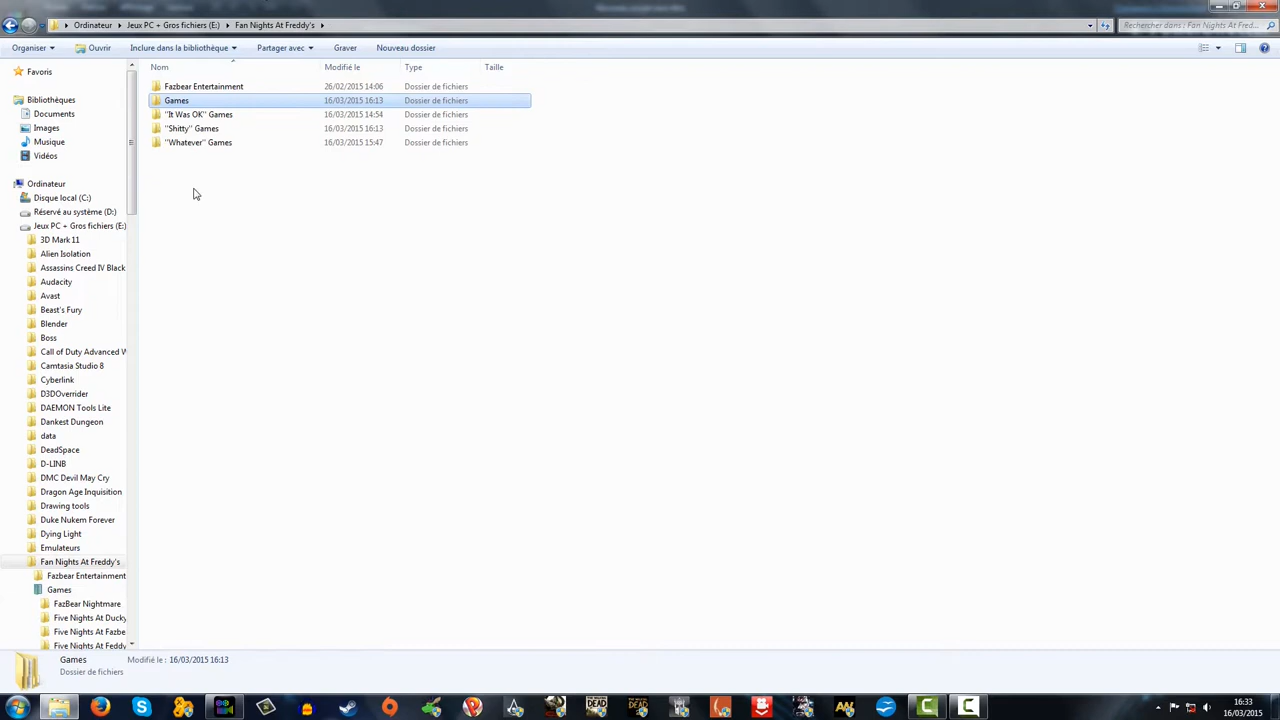 Ordinateur Jeux PC + Gros fichiers (E:) Fan Nights At Freddy's Rechercher dans : Fan Nights At Fred...
Organiser Ouvrir Inclure dans la bibliothèque Partager avec Graver Nouveau dossier
Nom Modifié le Type Taille
Fazbear Entertainment 26/02/2015 14:06 Dossier de fichiers
Games 16/03/2015 16:13 Dossier de fichiers
"It Was OK" Games 16/03/2015 14:54 Dossier de fichiers
"Shitty" Games 16/03/2015 16:13 Dossier de fichiers
"Whatever" Games 16/03/2015 15:47 Dossier de fichiers
Favoris
Bibliothèques
Documents
Images
Musique
Vidéos
Ordinateur
Disque local (C:)
Réservé au système (D:)
Jeux PC + Gros fichiers (E:)
3D Mark 11
Alien Isolation
Assassins Creed IV Black
Audacity
Avast
Beast's Fury
Blender
Boss
Call of Duty Advanced W
Camtasia Studio 8
Cyberlink
D3DOverrider
DAEMON Tools Lite
Dankest Dungeon
data
DeadSpace
D-LINB
DMC Devil May Cry
Dragon Age Inquisition
Drawing tools
Duke Nukem Forever
Dying Light
Emulateurs
Fan Nights At Freddy's
Fazbear Entertainment
Games
FazBear Nightmare
Five Nights At Ducky
Five Nights At Fazbe
Five Nights At Feddy
Games Modifié le : 16/03/2015 16:13
Dossier de fichiers
16:33
16/03/2015